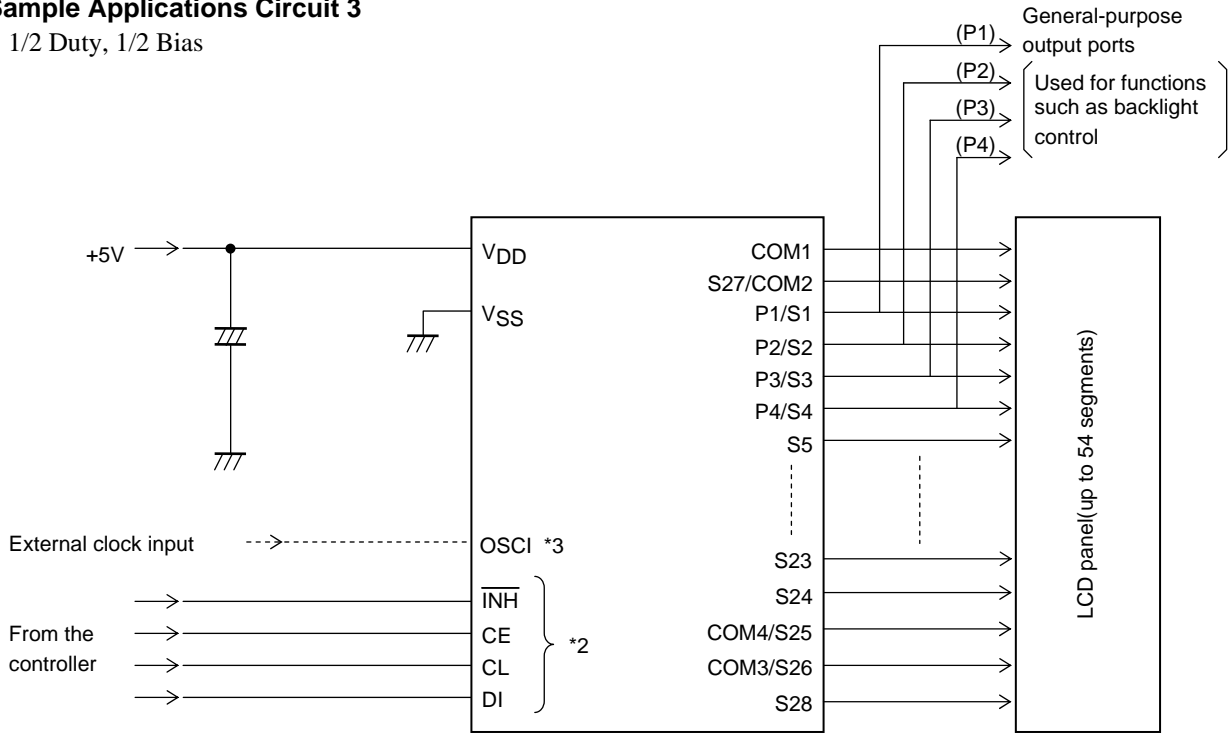 Sample Applications Circuit 3
1/2 Duty, 1/2 Bias
(P1)
General-purpose
output ports
(P2)
(P3)
(P4)
Used for functions
such as backlight
control
+5V
VDD
VSS
COM1
S27/COM2
P1/S1
P2/S2
P3/S3
P4/S4
S5
External clock input
OSCI *3
From the
controller
INH
CE
CL
DI
*2
S23
S24
COM4/S25
COM3/S26
S28
LCD panel(up to 54 segments)